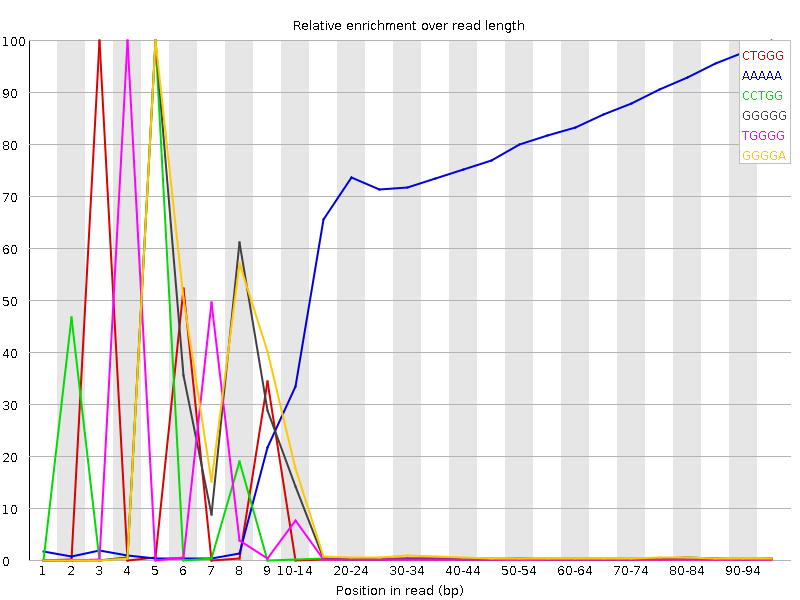 Relative enrichment over read length
100
90
80
70
60
50
40
30
20
10
0
CTGGG
AAAAA
CCTGG
GGGGG
TGGGG
GGGGA
1 2 3 4 5 6 7 8 9 10-14 20-24 30-34 40-44 50-54 60-64 70-74 80-84 90-94
Position in read (bp)